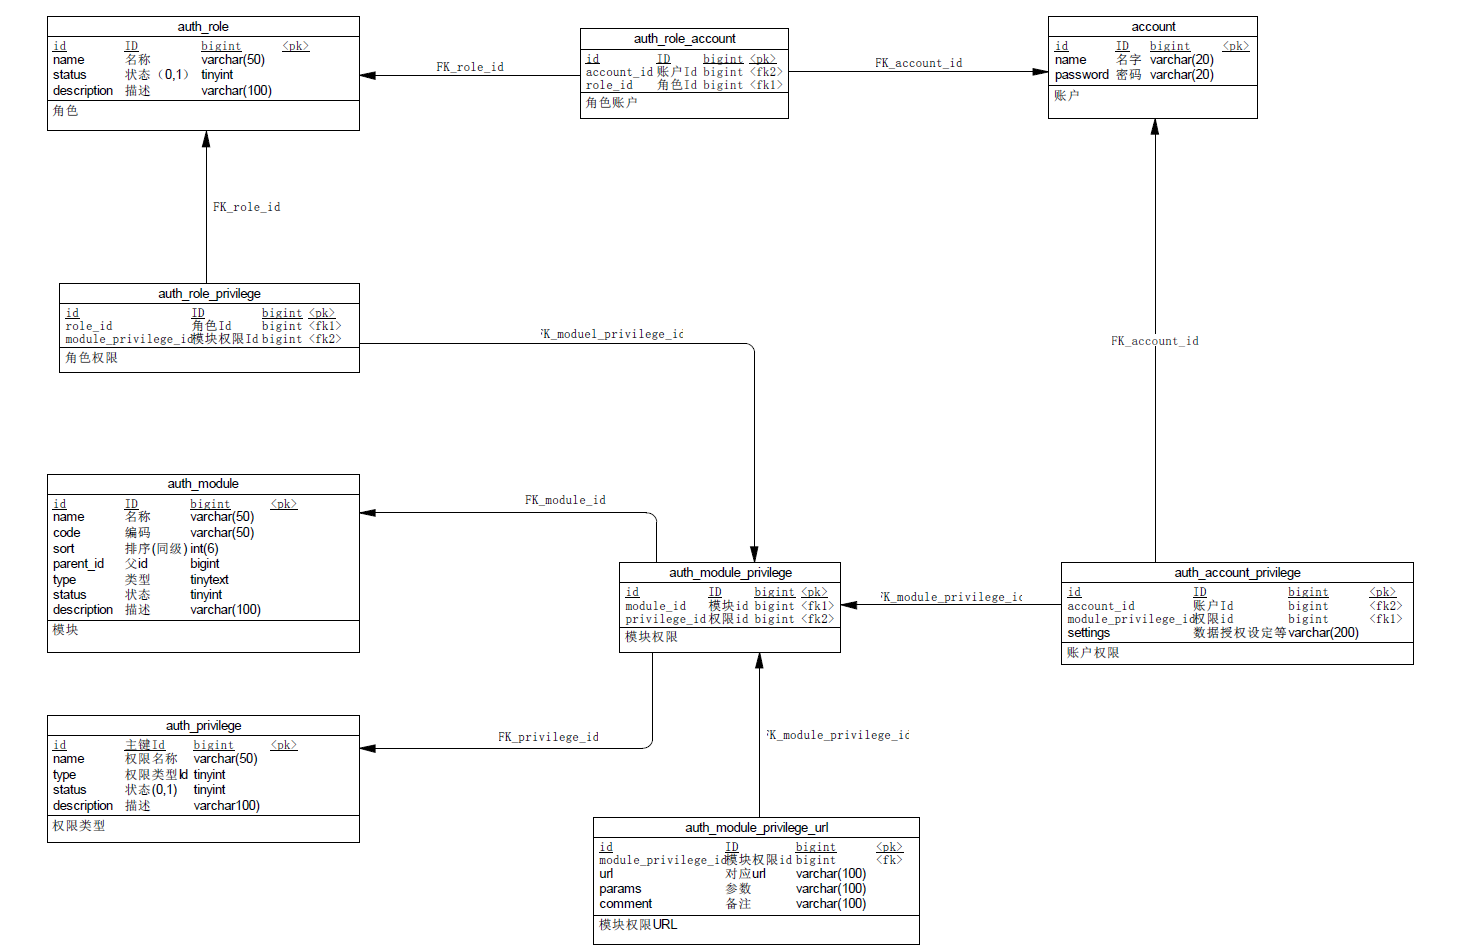 auth_role
id ID bigint <pk>
name 名称 varchar(50)
status 状态（0,1） tinyint
description 描述 varchar(100)
角色
auth_role_account
id ID bigint <pk>
account_id 账户Id bigint <fk2>
role_id 角色Id bigint <fk1>
角色账户
account
id ID bigint <pk>
name 名字 varchar(20)
password 密码 varchar(20)
账户
FK_role_id
FK_account_id
FK_role_id
auth_role_privilege
id ID bigint <pk>
role_id 角色Id bigint <fk1>
module_privilege_id 模块权限Id bigint <fk2>
角色权限
FK_moduel_privilege_id
FK_account_id
auth_module
id ID bigint <pk>
name 名称 varchar(50)
code 编码 varchar(50)
sort 排序(同级) int(6)
parent_id 父id bigint
type 类型 tinytext
status 状态 tinyint
description 描述 varchar(100)
模块
FK_module_id
auth_module_privilege
id ID bigint <pk>
module_id 模块id bigint <fk1>
privilege_id 权限id bigint <fk2>
模块权限
FK_module_privilege_id
auth_account_privilege
id ID bigint <pk>
account_id 账户Id bigint <fk2>
module_privilege_id 权限id bigint <fk1>
settings 数据授权设定等 varchar(200)
账户权限
auth_privilege
id 主键Id bigint <pk>
name 权限名称 varchar(50)
type 权限类型Id tinyint
status 状态(0,1) tinyint
description 描述 varchar100)
权限类型
FK_privilege_id
FK_module_privilege_id
auth_module_privilege_url
id ID bigint <pk>
module_privilege_id 模块权限id bigint <fk>
url 对应url varchar(100)
params 参数 varchar(100)
comment 备注 varchar(100)
模块权限URL